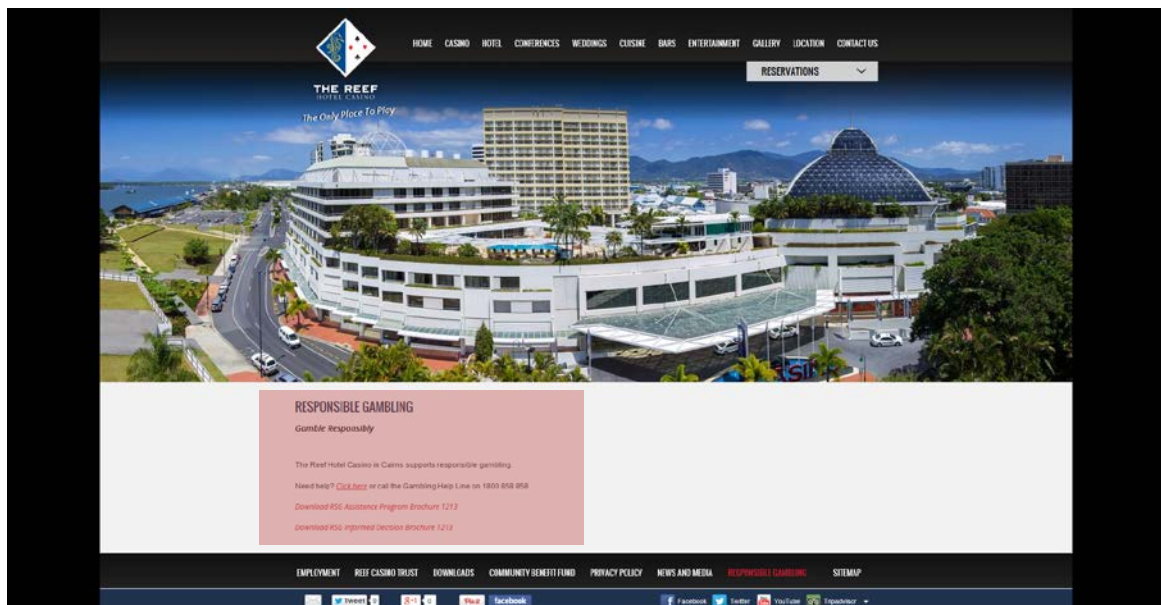 HOME CASINO HOTEL CONFERENCES WEDDINGS CUISINE BARS ENTERTAINMENT GALLERY LOCATION CONTACT US
RESERVATIONS
THE REEF
HOTEL CASINO
The Only Place To Play
RESPONSIBLE GAMBLING
Gamble Responsibly
The Reef Hotel Casino in Cairns supports responsible gambling.
Need help? Click here or call the Gambling Help Line on 1800 858 858
Download RSG Assistance Program Brochure 1213
Download RSG Informed Decision Brochure 1213
EMPLOYMENT REEF CASINO TRUST DOWNLOADS COMMUNITY BENEFIT FUND PRIVACY POLICY NEWS AND MEDIA RESPONSIBLE GAMBLING SITEMAP
Tweet 0 +1 0 Pin it facebook Facebook Twitter YouTube Tripadvisor